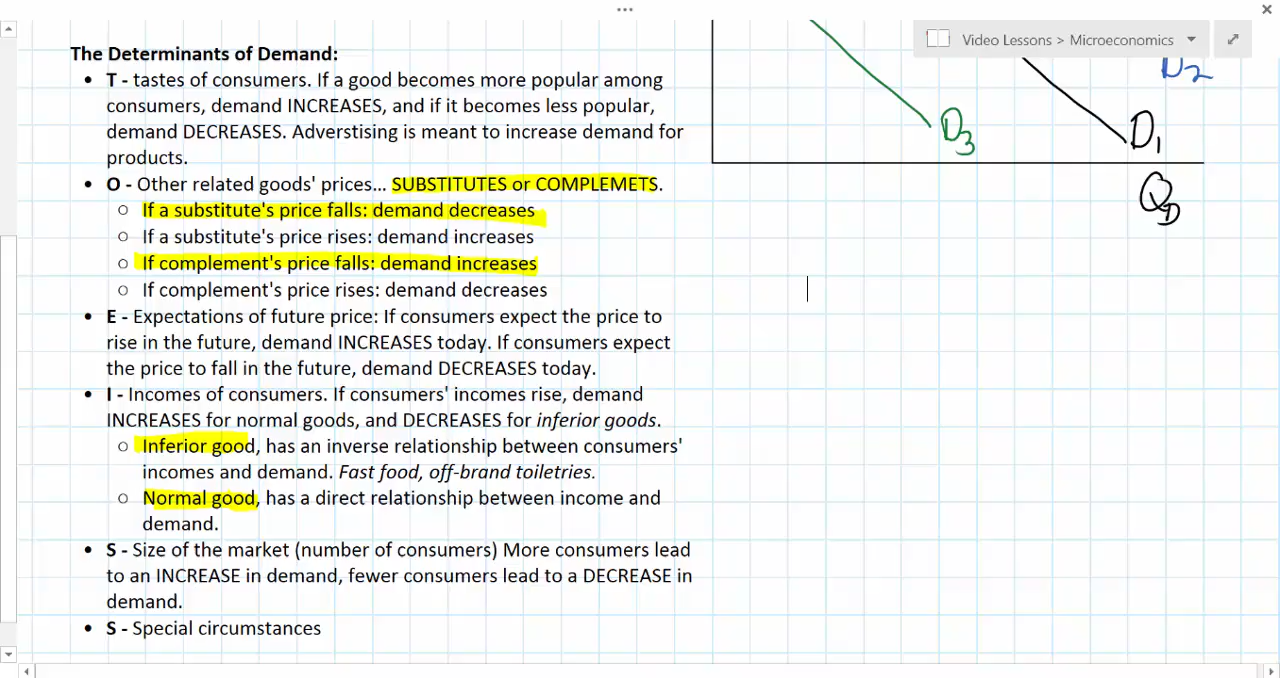 Video Lessons > Microeconomics
The Determinants of Demand:
• T - tastes of consumers. If a good becomes more popular among
consumers, demand INCREASES, and if it becomes less popular,
demand DECREASES. Adverstising is meant to increase demand for
products.
• O - Other related goods' prices... SUBSTITUTES or COMPLEMETS.
○ If a substitute's price falls: demand decreases
○ If a substitute's price rises: demand increases
○ If complement's price falls: demand increases
○ If complement's price rises: demand decreases
• E - Expectations of future price: If consumers expect the price to
rise in the future, demand INCREASES today. If consumers expect
the price to fall in the future, demand DECREASES today.
• I - Incomes of consumers. If consumers' incomes rise, demand
INCREASES for normal goods, and DECREASES for inferior goods.
○ Inferior good, has an inverse relationship between consumers'
incomes and demand. Fast food, off-brand toiletries.
○ Normal good, has a direct relationship between income and
demand.
• S - Size of the market (number of consumers) More consumers lead
to an INCREASE in demand, fewer consumers lead to a DECREASE in
demand.
• S - Special circumstances
D2
D3
D1
QD